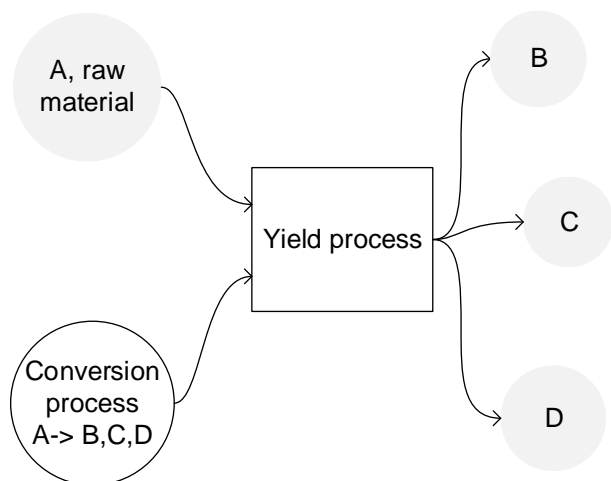 A, raw
material
B
Yield process
C
Conversion
process
A-> B,C,D
D